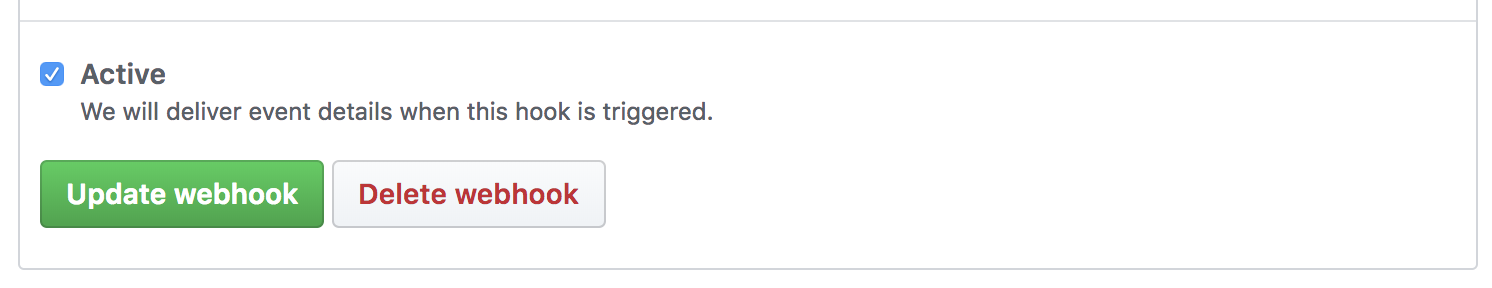 Active
We will deliver event details when this hook is triggered.
Update webhook
Delete webhook